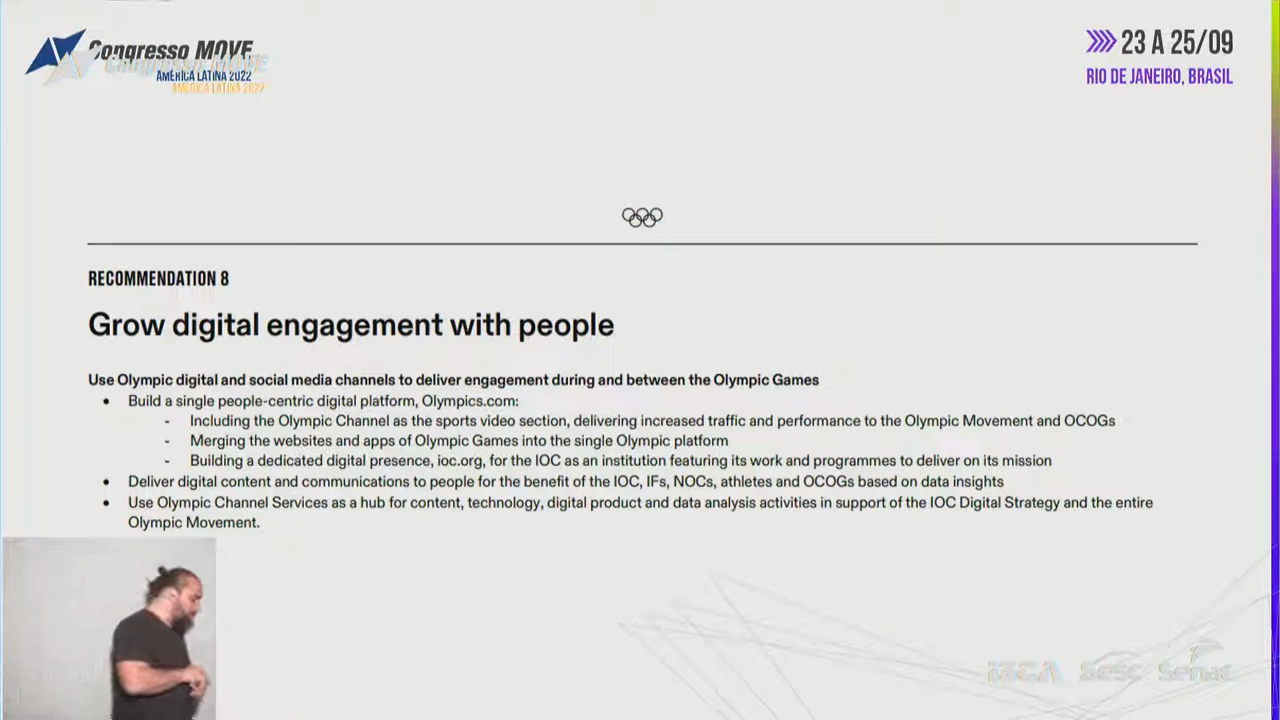 Congresso MOVE
Congresso MOVE
AMÉRICA LATINA 2022
AMÉRICA LATINA 2022
23 A 25/09
RIO DE JANEIRO, BRASIL
RECOMMENDATION 8
Grow digital engagement with people
Use Olympic digital and social media channels to deliver engagement during and between the Olympic Games
• Build a single people-centric digital platform, Olympics.com:
- Including the Olympic Channel as the sports video section, delivering increased traffic and performance to the Olympic Movement and OCOGs
- Merging the websites and apps of Olympic Games into the single Olympic platform
- Building a dedicated digital presence, ioc.org, for the IOC as an institution featuring its work and programmes to deliver on its mission
• Deliver digital content and communications to people for the benefit of the IOC, IFs, NOCs, athletes and OCOGs based on data insights
• Use Olympic Channel Services as a hub for content, technology, digital product and data analysis activities in support of the IOC Digital Strategy and the entire
Olympic Movement.
Sesc Senac